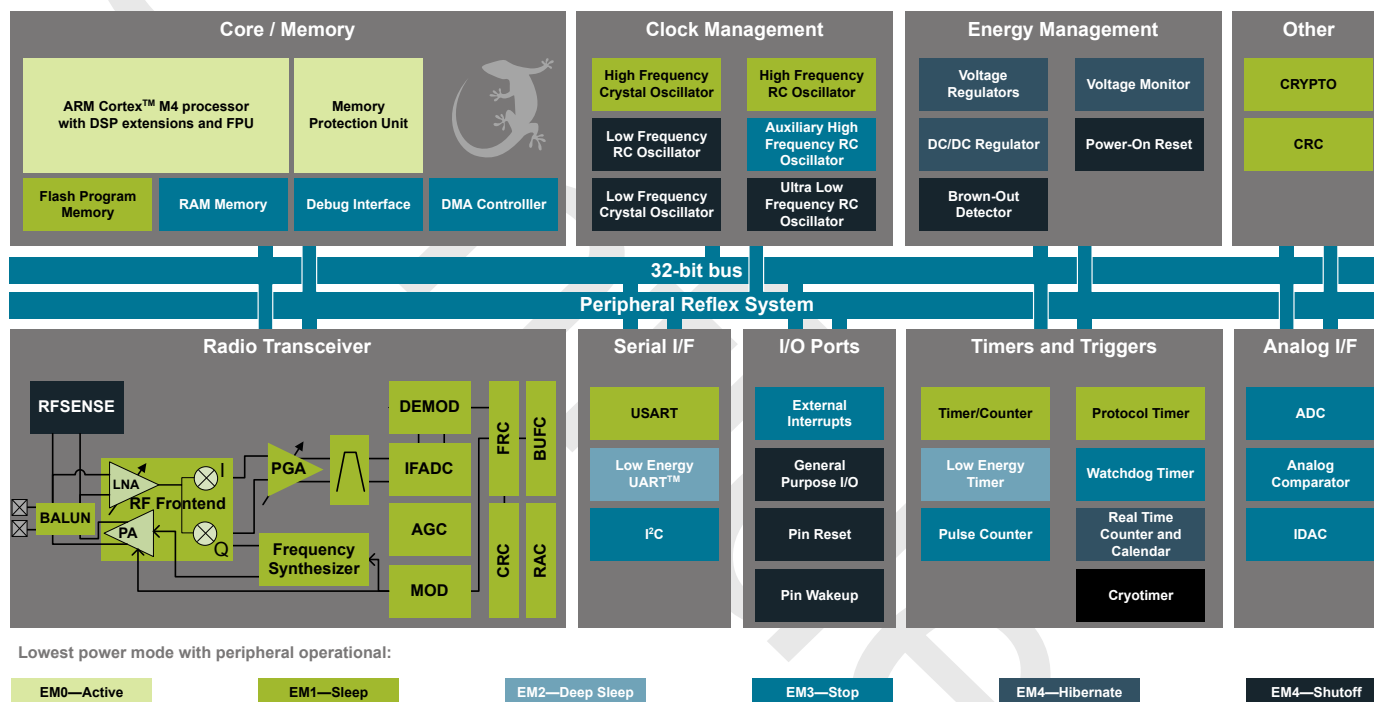 Core / Memory
ARM Cortex™ M4 processor
with DSP extensions and FPU
Memory
Protection Unit
Flash Program
Memory
RAM Memory
Debug Interface
DMA Controlller
Clock Management
High Frequency
Crystal Oscillator
High Frequency
RC Oscillator
Low Frequency
RC Oscillator
Auxiliary High
Frequency RC
Oscillator
Low Frequency
Crystal Oscillator
Ultra Low
Frequency RC
Oscillator
Energy Management
Voltage
Regulators
Voltage Monitor
DC/DC Regulator
Power-On Reset
Brown-Out
Detector
Other
CRYPTO
CRC
32-bit bus
Peripheral Reflex System
Radio Transceiver
RFSENSE
LNA
RF Frontend
I
BALUN
PA
Q
PGA
Frequency
Synthesizer
DEMOD
IFADC
AGC
MOD
FRC
BUFC
CRC
RAC
Serial I/F
USART
Low Energy
UART™
I²C
I/O Ports
External
Interrupts
General
Purpose I/O
Pin Reset
Pin Wakeup
Timers and Triggers
Timer/Counter
Protocol Timer
Low Energy
Timer
Watchdog Timer
Pulse Counter
Real Time
Counter and
Calendar
Cryotimer
Analog I/F
ADC
Analog
Comparator
IDAC
Lowest power mode with peripheral operational:
EM0—Active
EM1—Sleep
EM2—Deep Sleep
EM3—Stop
EM4—Hibernate
EM4—Shutoff